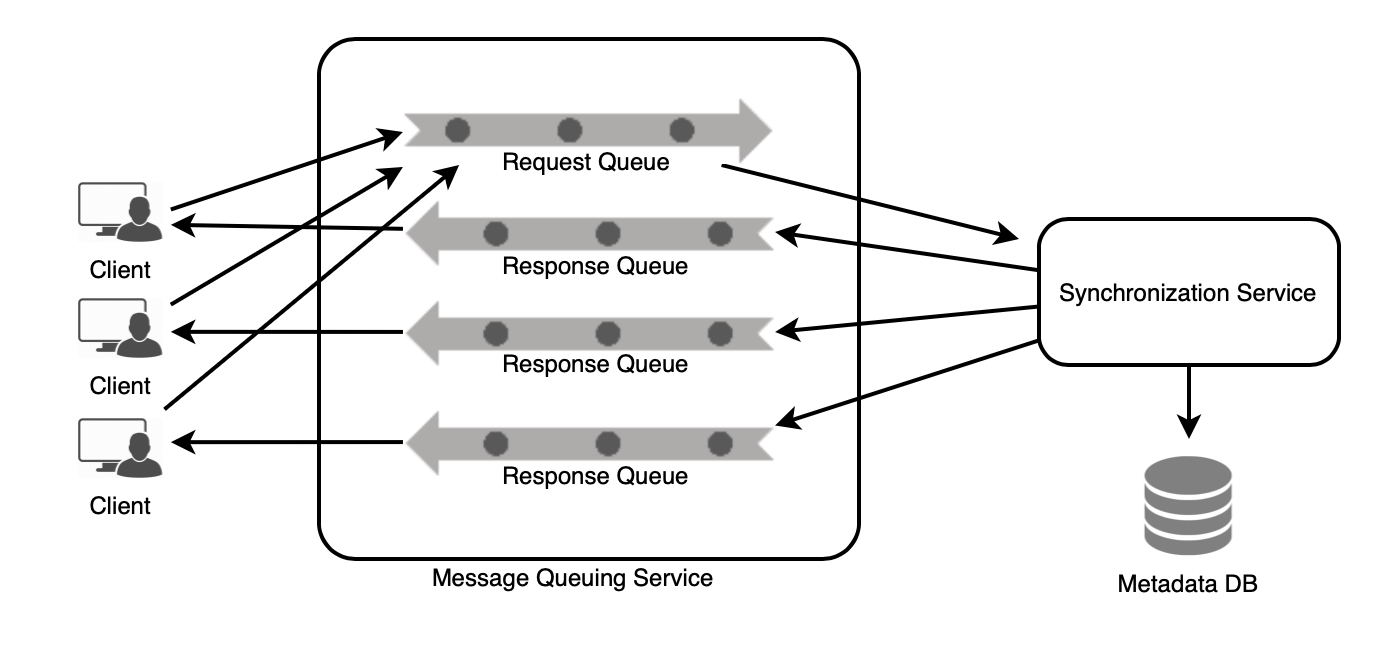 Request Queue
Client
Response Queue
Synchronization Service
Client
Response Queue
Client
Response Queue
Message Queuing Service
Metadata DB